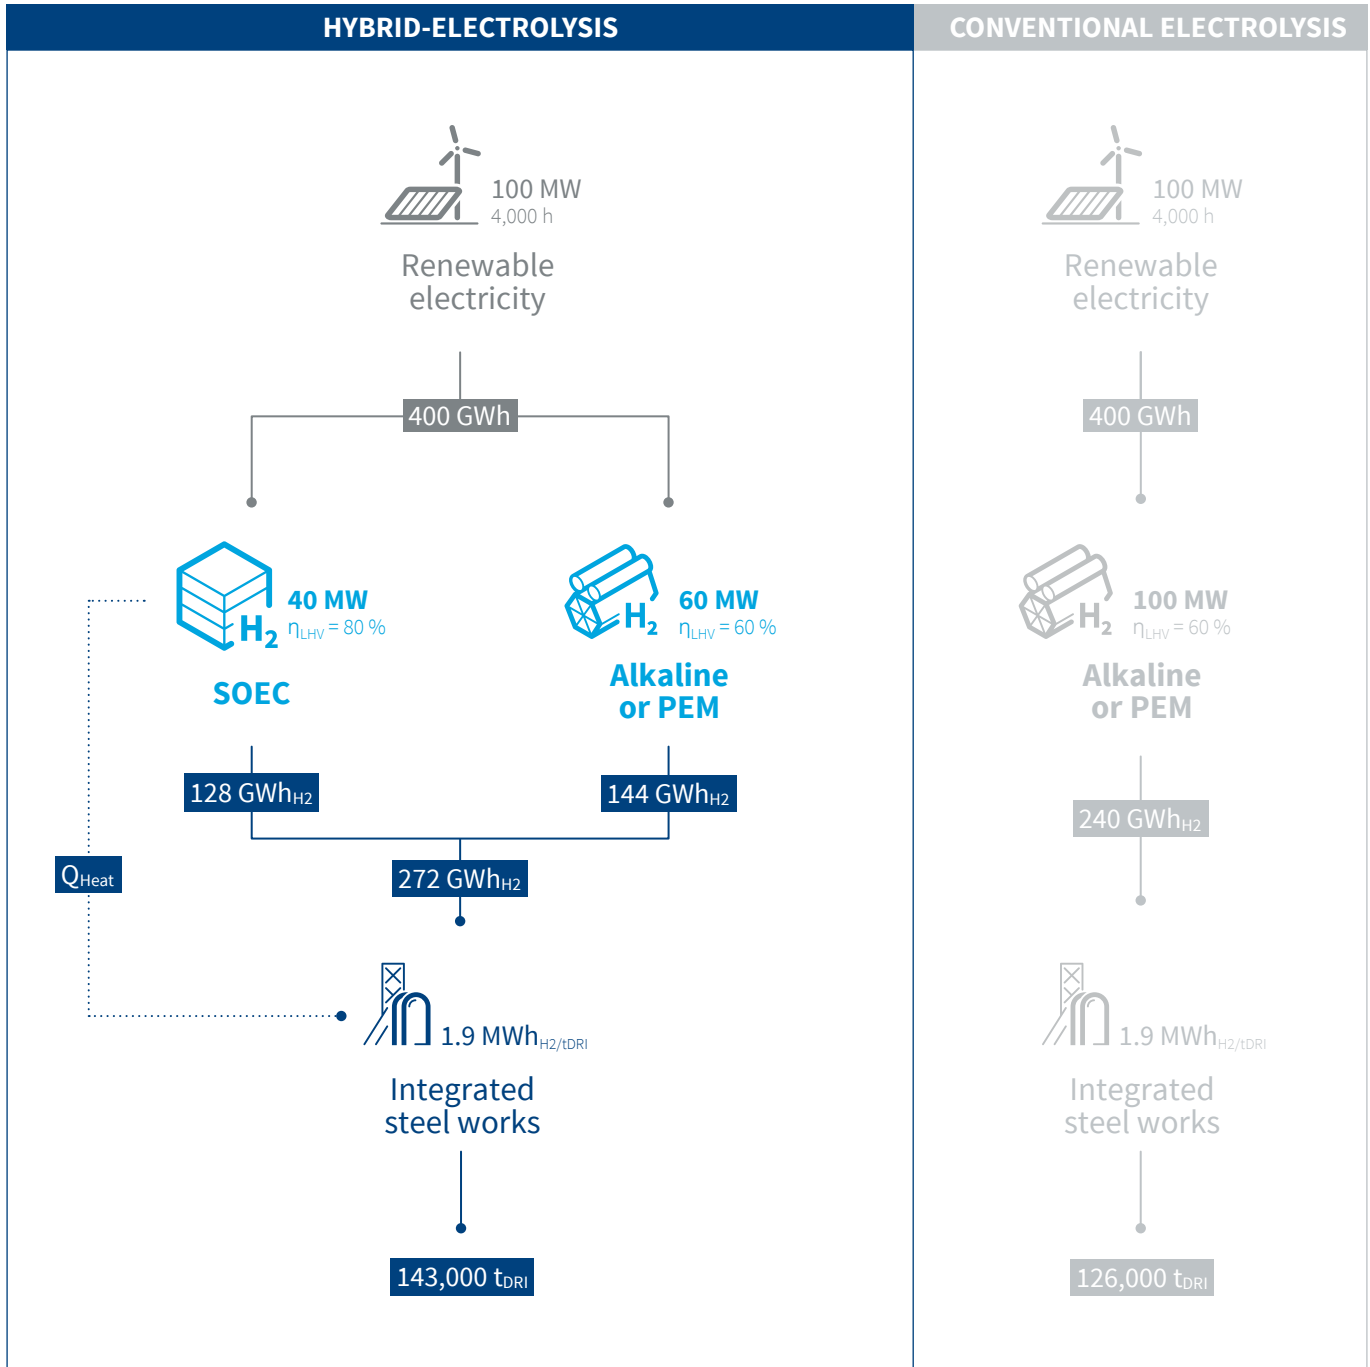 HYBRID-ELECTROLYSIS
100 MW
4,000 h
Renewable
electricity
400 GWh
H2
40 MW
ηLHV = 80 %
SOEC
H2
60 MW
ηLHV = 60 %
Alkaline
or PEM
128 GWhH2
144 GWhH2
QHeat
272 GWhH2
1.9 MWhH2/tDRI
Integrated
steel works
143,000 tDRI
CONVENTIONAL ELECTROLYSIS
100 MW
4,000 h
Renewable
electricity
400 GWh
H2
100 MW
ηLHV = 60 %
Alkaline
or PEM
240 GWhH2
1.9 MWhH2/tDRI
Integrated
steel works
126,000 tDRI